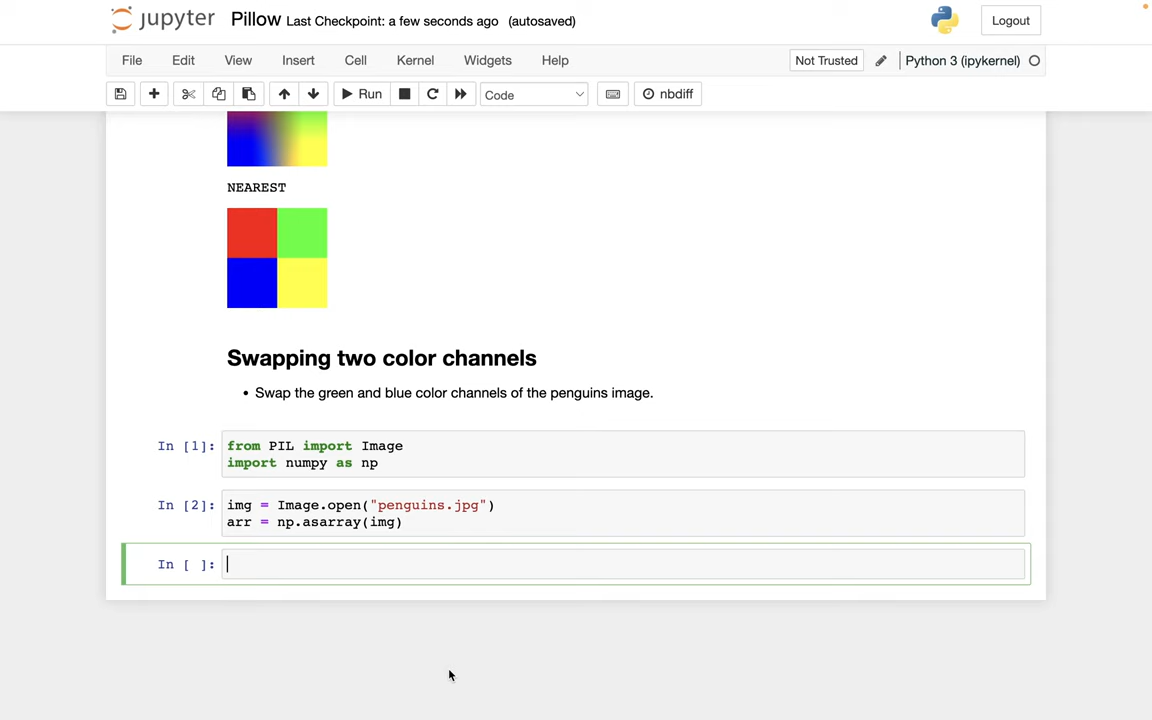 jupyter Pillow Last Checkpoint: a few seconds ago (autosaved) Logout
File Edit View Insert Cell Kernel Widgets Help Not Trusted Python 3 (ipykernel)
Run Code nbdiff
NEAREST
Swapping two color channels
• Swap the green and blue color channels of the penguins image.
In [1]: from PIL import Image
import numpy as np
In [2]: img = Image.open("penguins.jpg")
arr = np.asarray(img)
In [ ]: